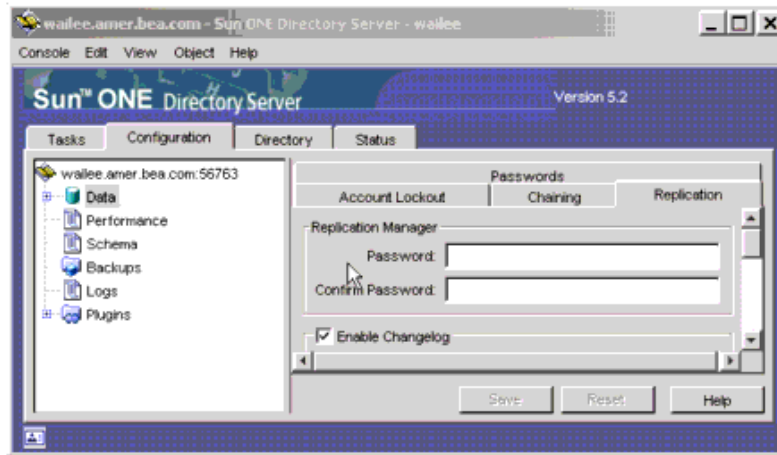 wailee.amer.bea.com - Sun ONE Directory Server - wailee
Console Edit View Object Help
Sun™ ONE Directory Server
Version 5.2
Tasks Configuration Directory Status
wailee.amer.bea.com:56763
Data
Performance
Schema
Backups
Logs
Plugins
Passwords
Account Lockout Chaining Replication
Replication Manager
Password:
Confirm Password:
Enable Changelog
Save Reset Help